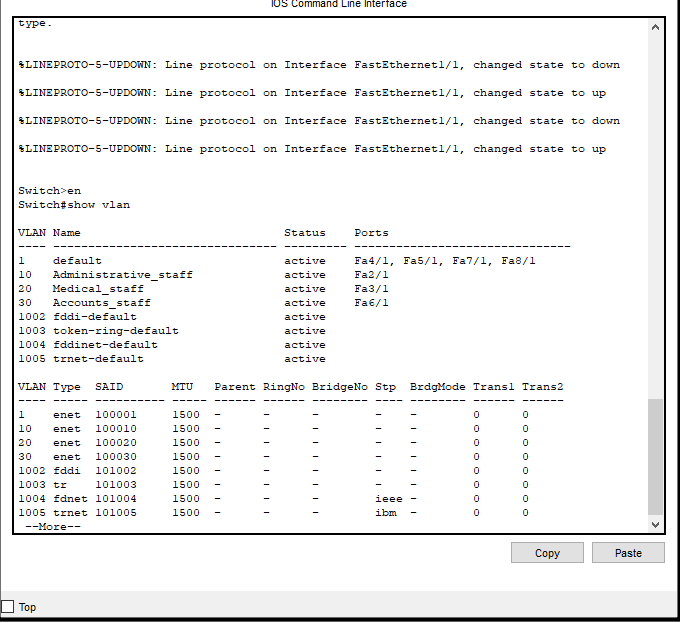 IOS Command Line Interface
type.
%LINEPROTO-5-UPDOWN: Line protocol on Interface FastEthernet1/1, changed state to down
%LINEPROTO-5-UPDOWN: Line protocol on Interface FastEthernet1/1, changed state to up
%LINEPROTO-5-UPDOWN: Line protocol on Interface FastEthernet1/1, changed state to down
%LINEPROTO-5-UPDOWN: Line protocol on Interface FastEthernet1/1, changed state to up
Switch>en
Switch#show vlan
VLAN Name                             Status    Ports
---- -------------------------------- --------- -------------------------------
1    default                          active    Fa4/1, Fa5/1, Fa7/1, Fa8/1
10   Administrative_staff             active    Fa2/1
20   Medical_staff                    active    Fa3/1
30   Accounts_staff                   active    Fa6/1
1002 fddi-default                     active
1003 token-ring-default               active
1004 fddinet-default                  active
1005 trnet-default                    active
VLAN Type  SAID       MTU   Parent RingNo BridgeNo Stp  BrdgMode Trans1 Trans2
---- ----- ---------- ----- ------ ------ -------- ---- -------- ------ ------
1    enet  100001     1500  -      -      -        -    -        0      0
10   enet  100010     1500  -      -      -        -    -        0      0
20   enet  100020     1500  -      -      -        -    -        0      0
30   enet  100030     1500  -      -      -        -    -        0      0
1002 fddi  101002     1500  -      -      -        -    -        0      0
1003 tr    101003     1500  -      -      -        -    -        0      0
1004 fdnet 101004     1500  -      -      -        ieee -        0      0
1005 trnet 101005     1500  -      -      -        ibm  -        0      0
 --More--
Copy Paste
Top